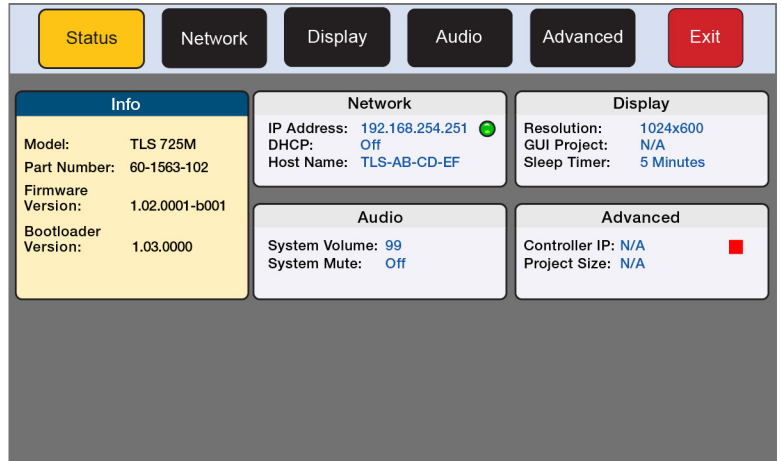 Status Network Display Audio Advanced Exit
Info
Model: TLS 725M
Part Number: 60-1563-102
Firmware
Version: 1.02.0001-b001
Bootloader
Version: 1.03.0000
Network
IP Address: 192.168.254.251
DHCP: Off
Host Name: TLS-AB-CD-EF
Display
Resolution: 1024x600
GUI Project: N/A
Sleep Timer: 5 Minutes
Audio
System Volume: 99
System Mute: Off
Advanced
Controller IP: N/A
Project Size: N/A